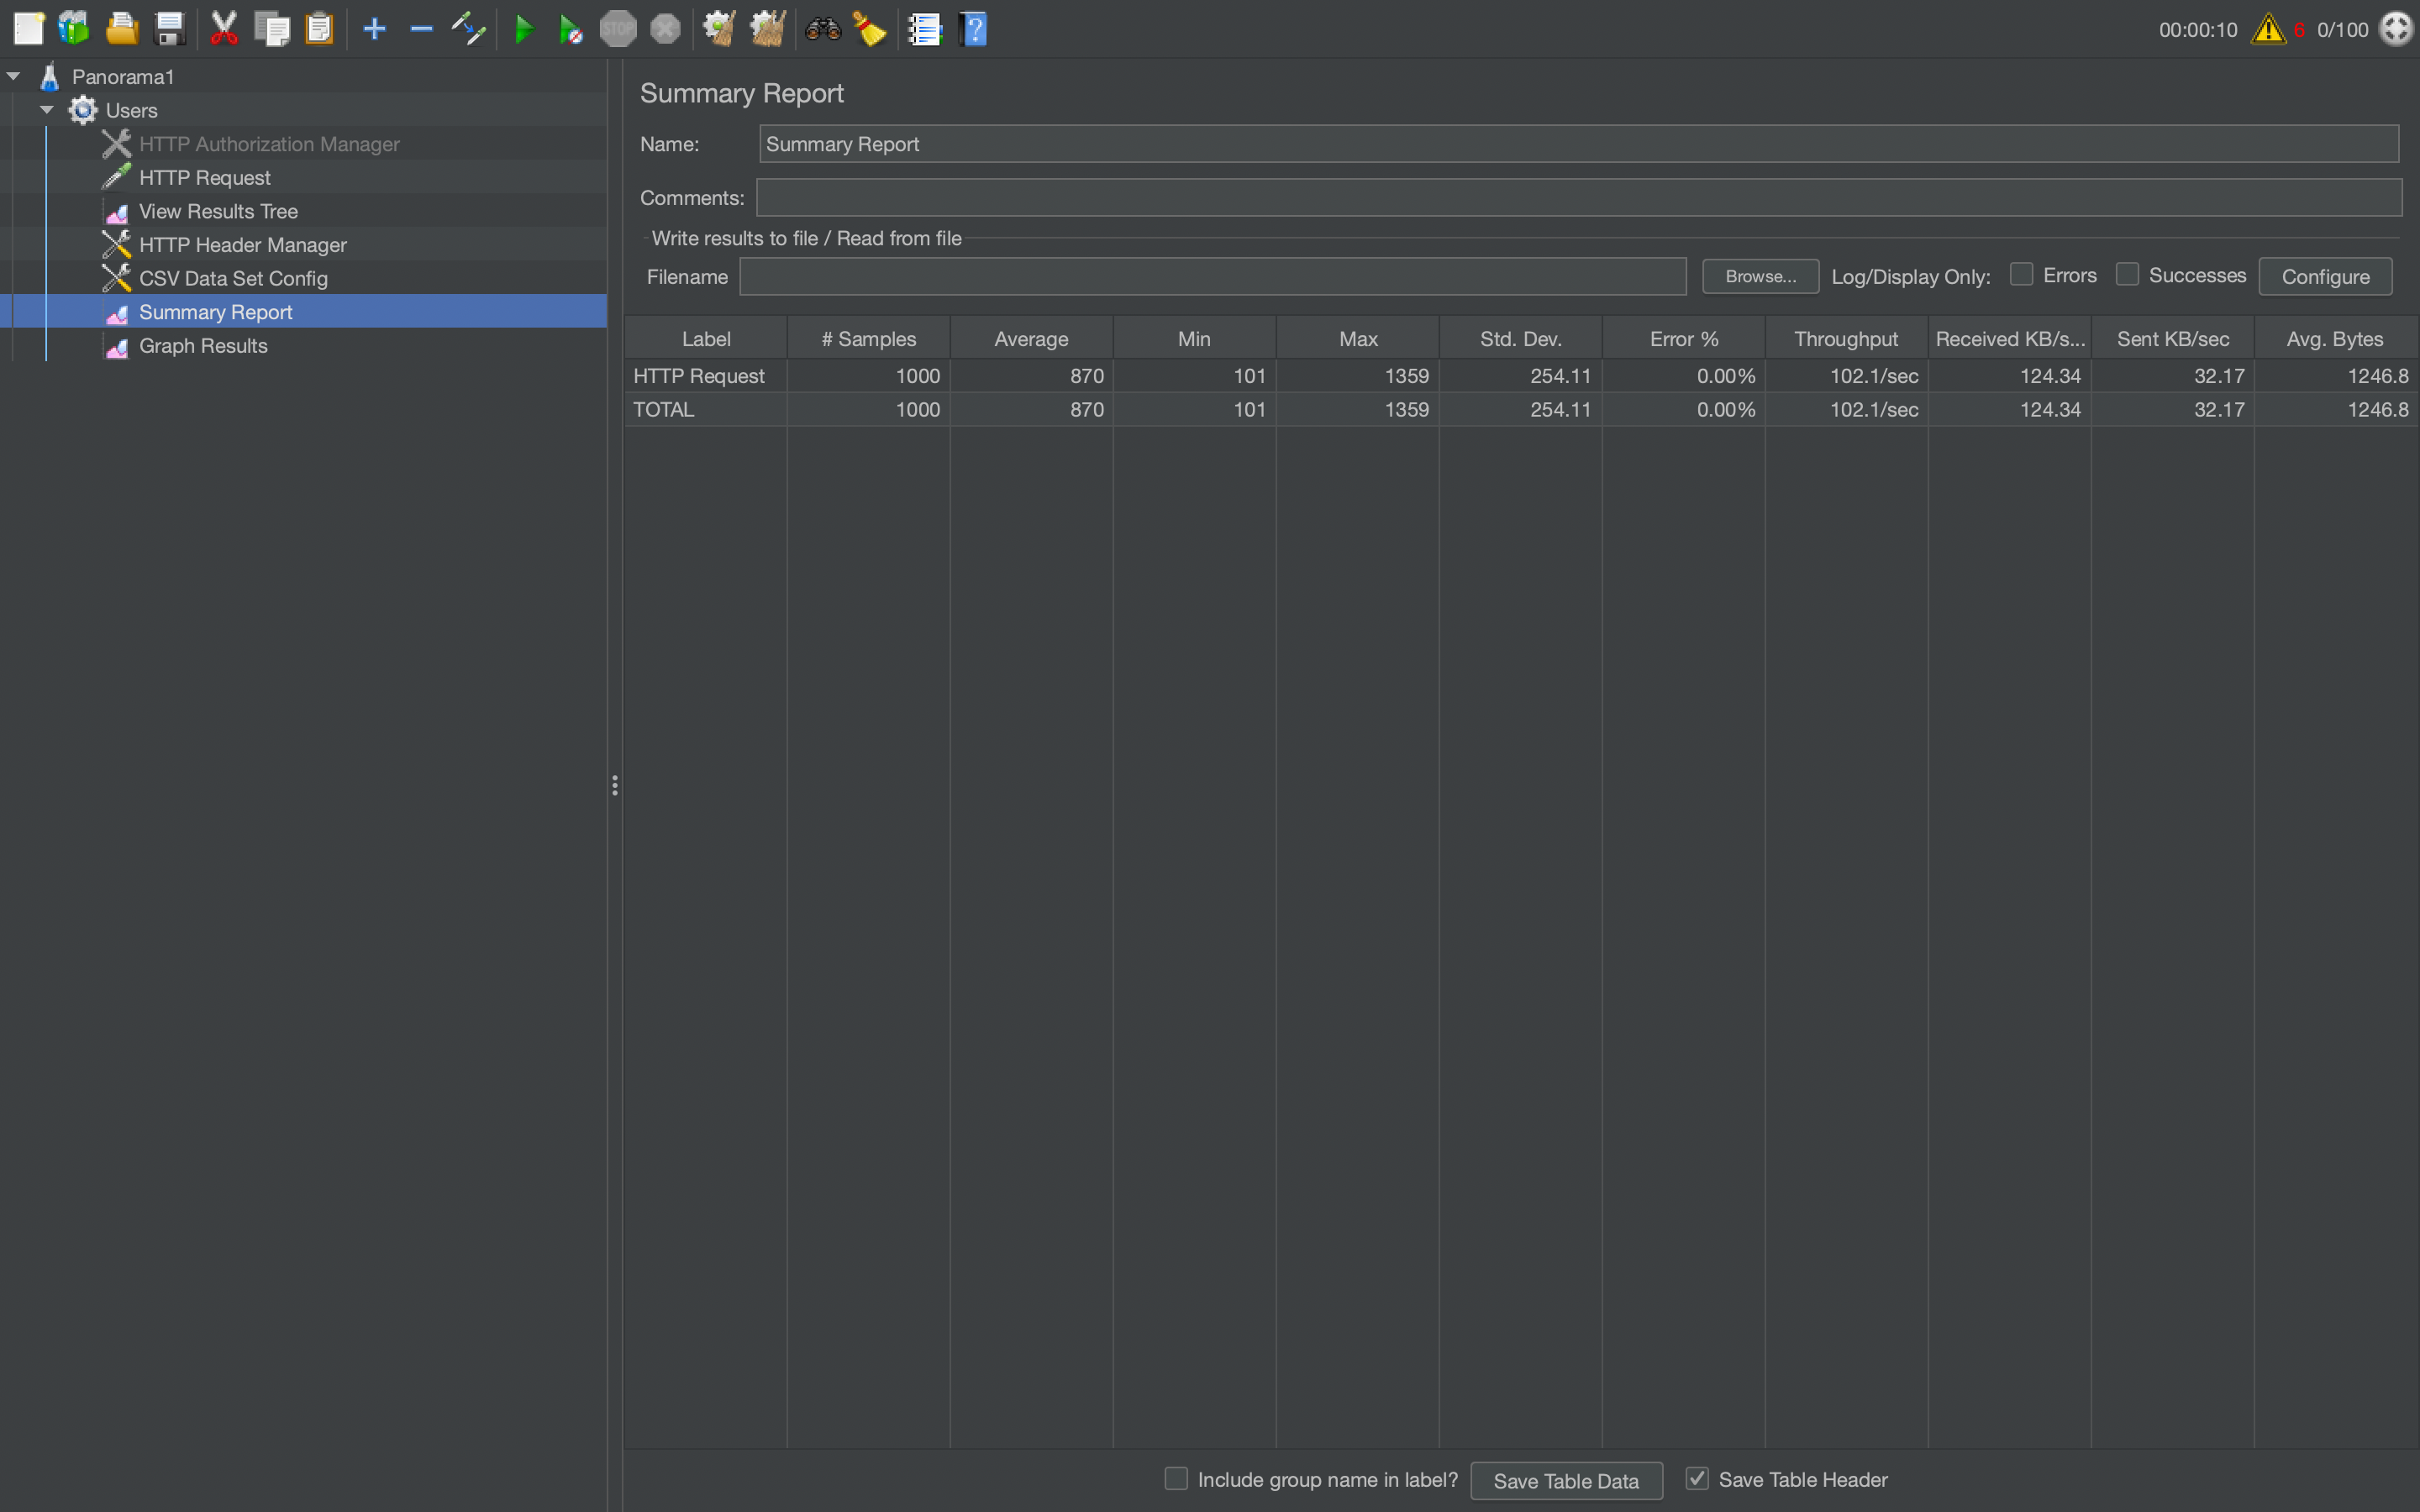 STOP
00:00:10 6 0/100
Panorama1
Users
HTTP Authorization Manager
HTTP Request
View Results Tree
HTTP Header Manager
CSV Data Set Config
Summary Report
Graph Results
Summary Report
Name: Summary Report
Comments:
Write results to file / Read from file
Filename Browse... Log/Display Only: Errors Successes Configure
Label # Samples Average Min Max Std. Dev. Error % Throughput Received KB/s... Sent KB/sec Avg. Bytes
HTTP Request 1000 870 101 1359 254.11 0.00% 102.1/sec 124.34 32.17 1246.8
TOTAL 1000 870 101 1359 254.11 0.00% 102.1/sec 124.34 32.17 1246.8
Include group name in label? Save Table Data Save Table Header